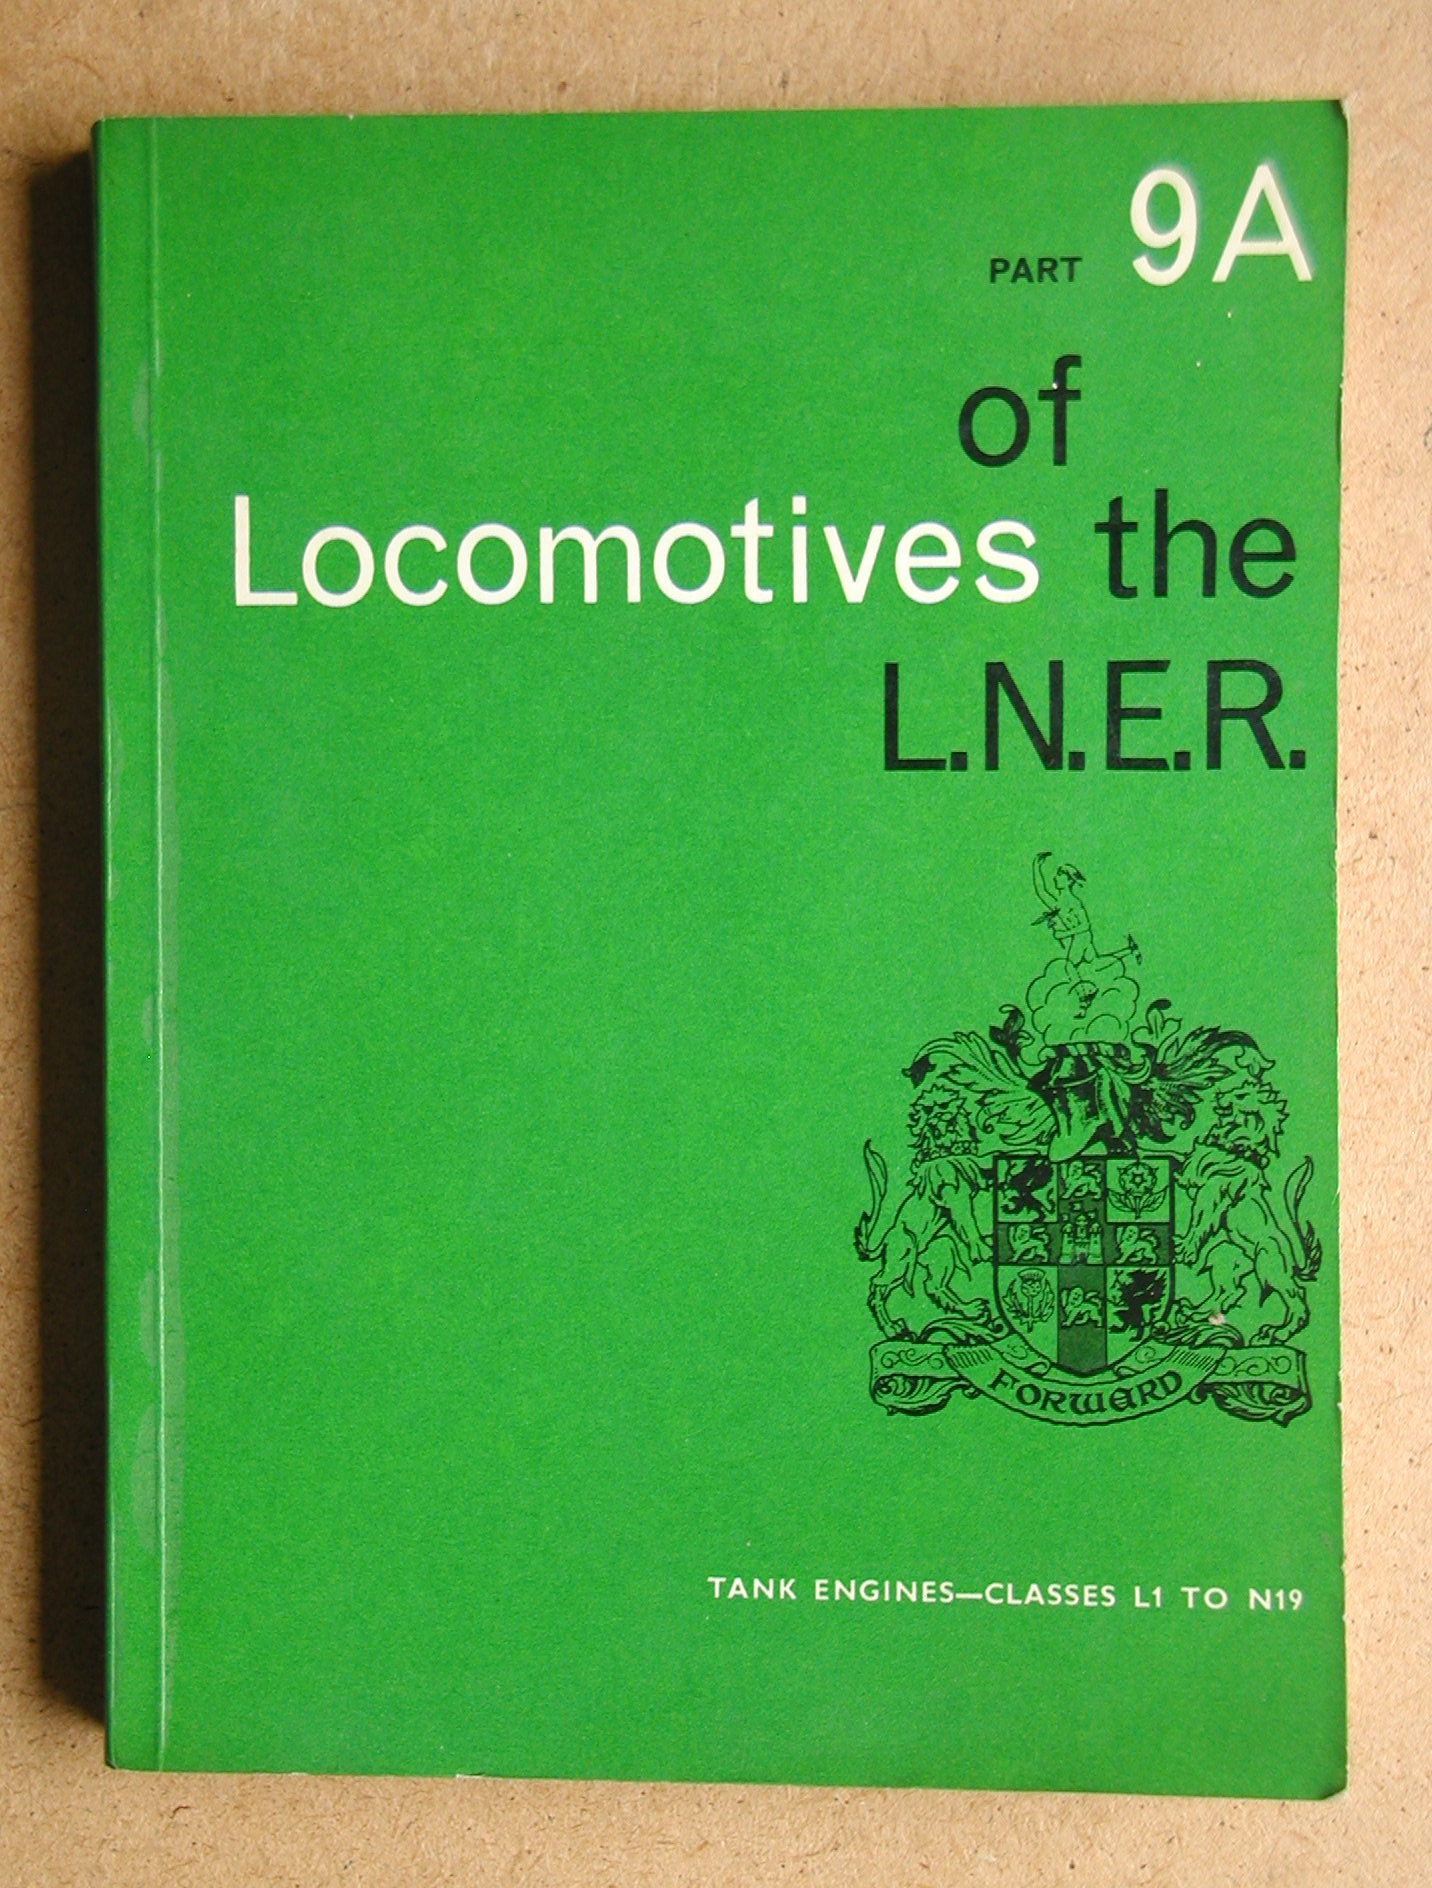 PART 9A
of
Locomotives the
L.N.E.R.
FORWARD
TANK ENGINES—CLASSES L1 TO N19